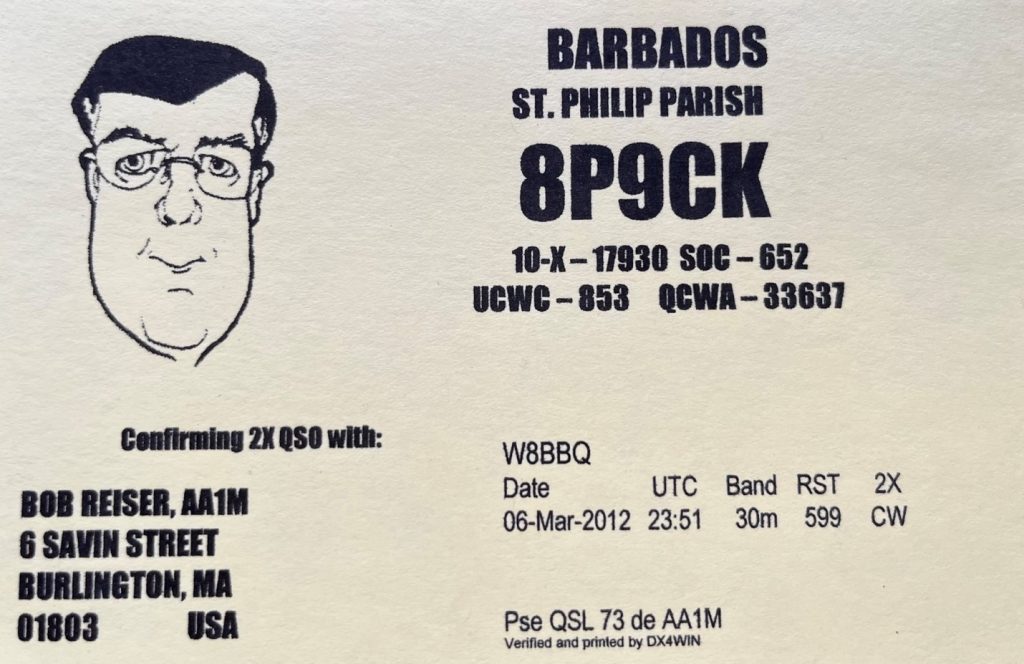 BARBADOS
ST. PHILIP PARISH
8P9CK
10-X – 17930 SOC – 652
UCWC – 853 QCWA – 33637
Confirming 2X QSO with:
BOB REISER, AA1M
6 SAVIN STREET
BURLINGTON, MA
01803 USA
W8BBQ
Date UTC Band RST 2X
06-Mar-2012 23:51 30m 599 CW
Pse QSL 73 de AA1M
Verified and printed by DX4WIN